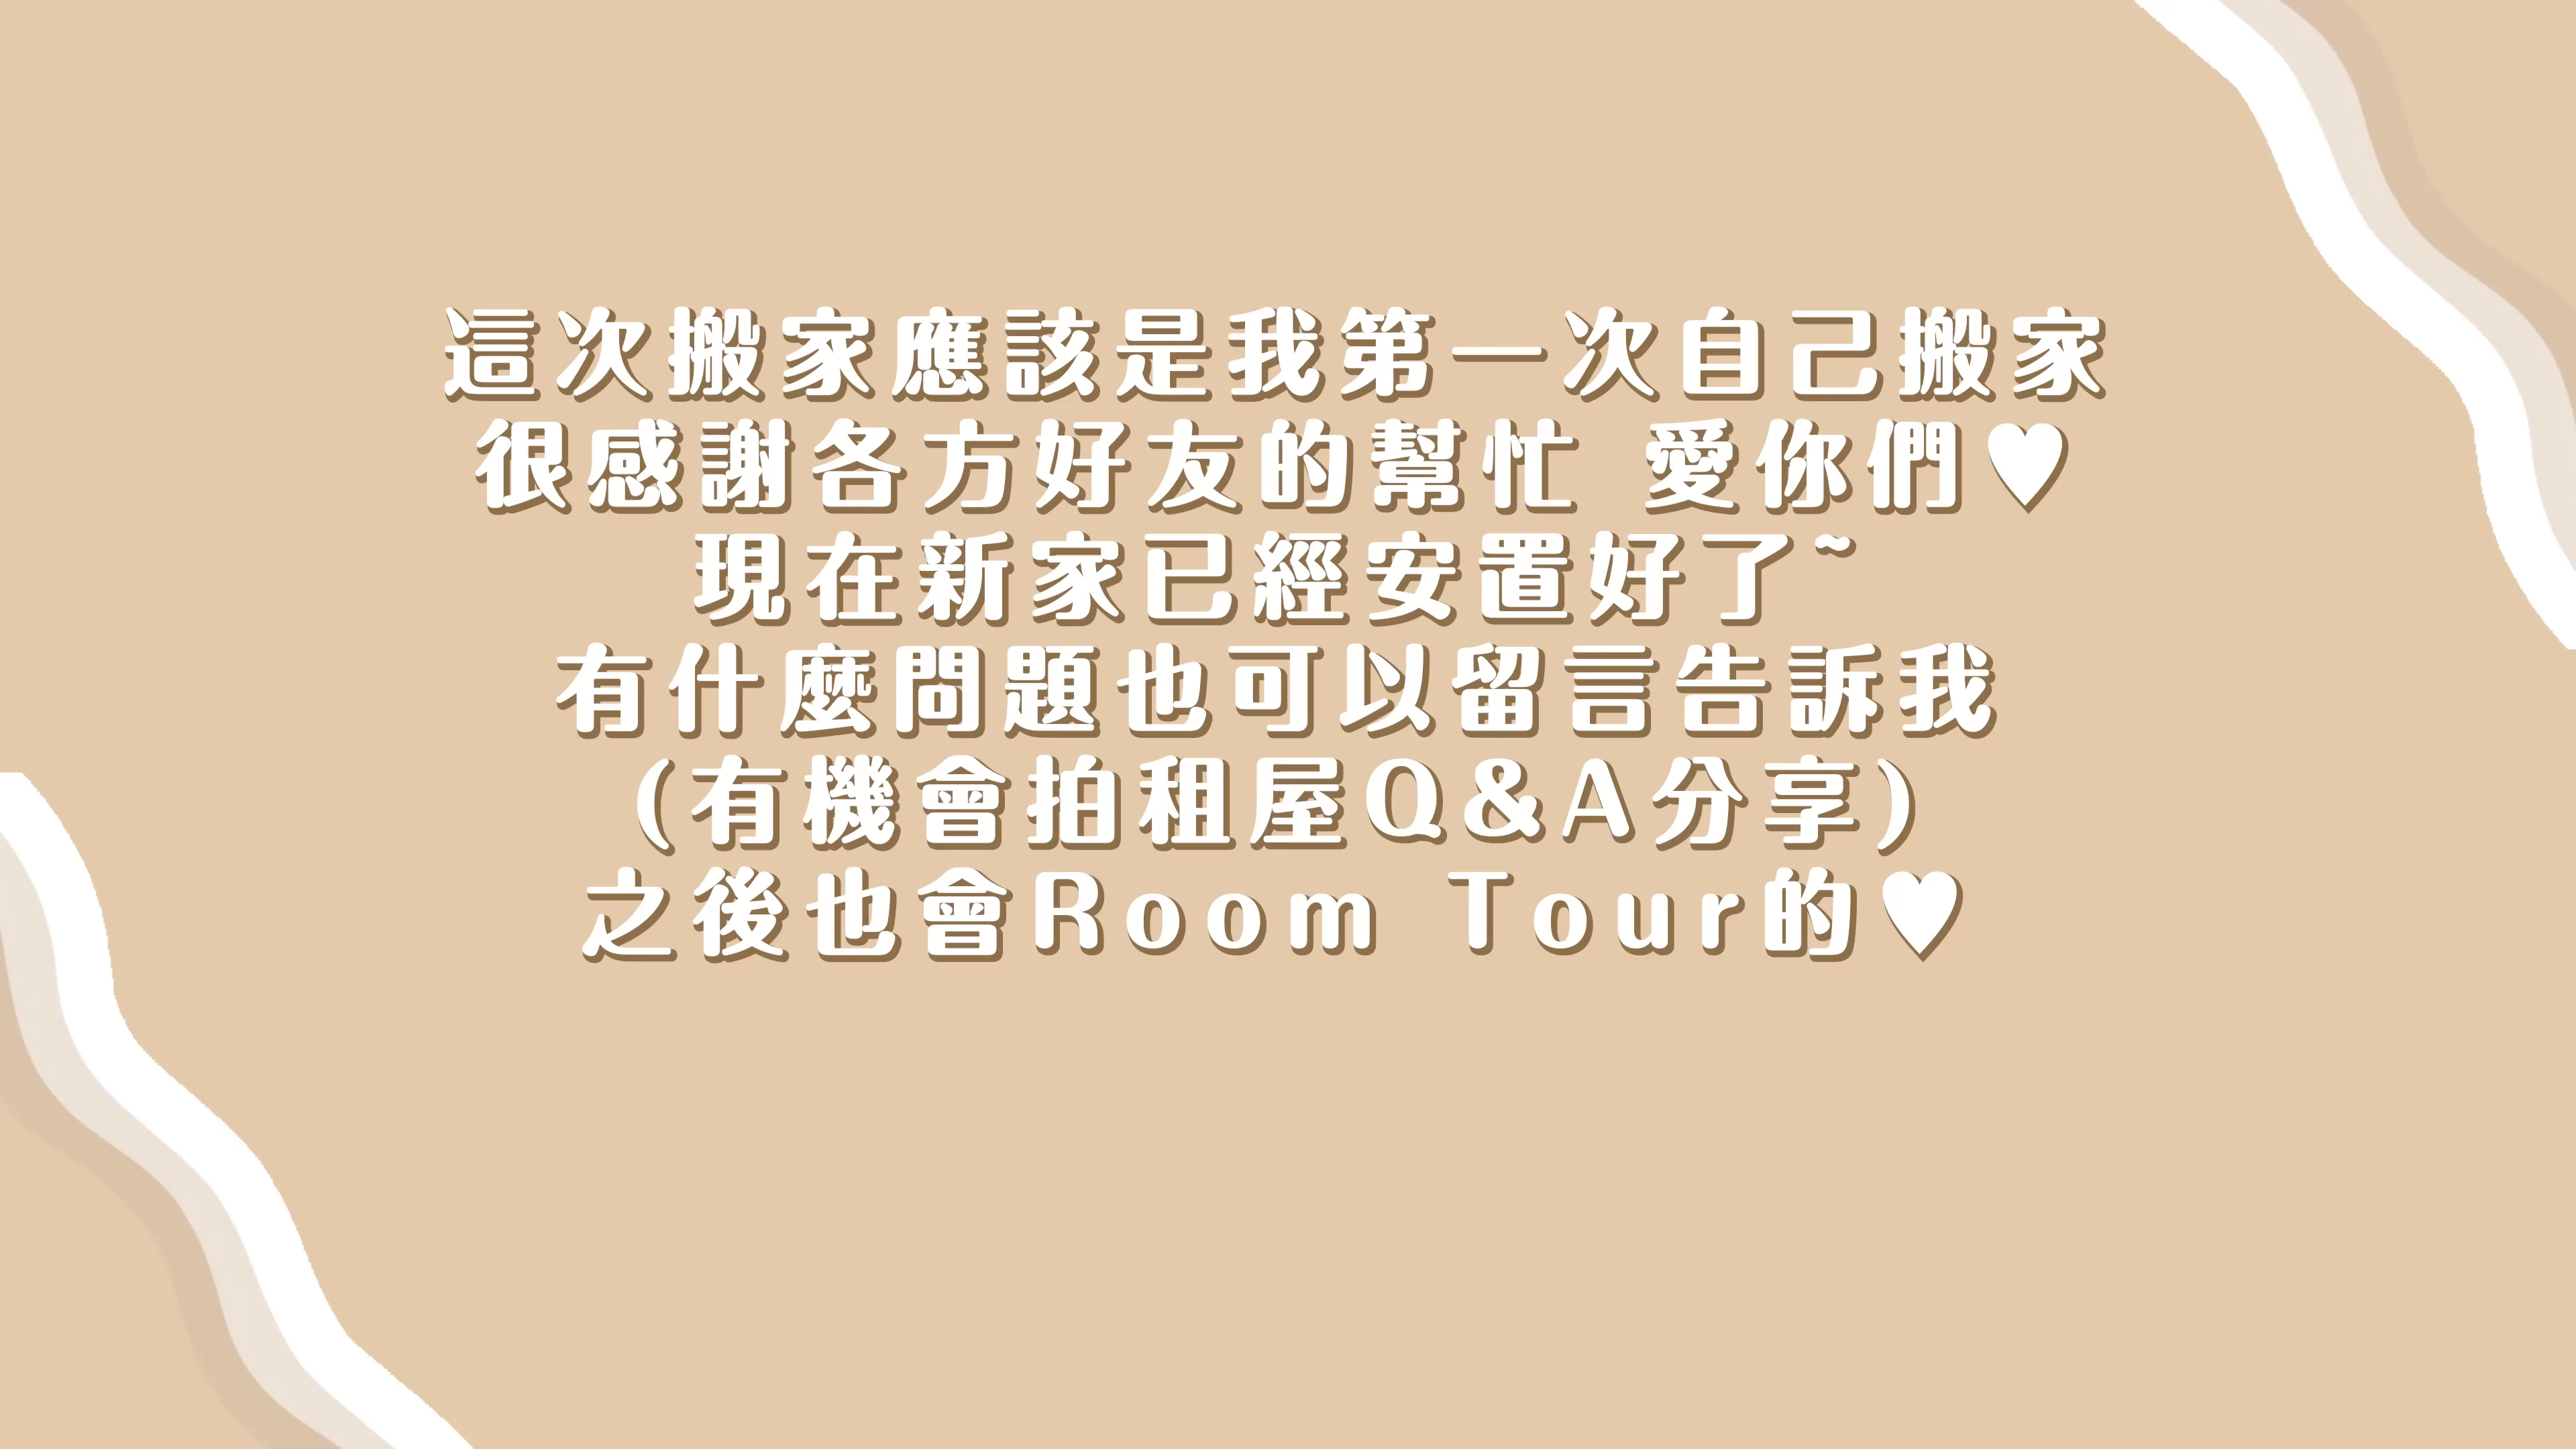 這次搬家應該是我第一次自己搬家
很感謝各方好友的幫忙 愛你們♥
現在新家已經安置好了~
有什麼問題也可以留言告訴我
(有機會拍租屋Q&A分享)
之後也會Room Tour的♥